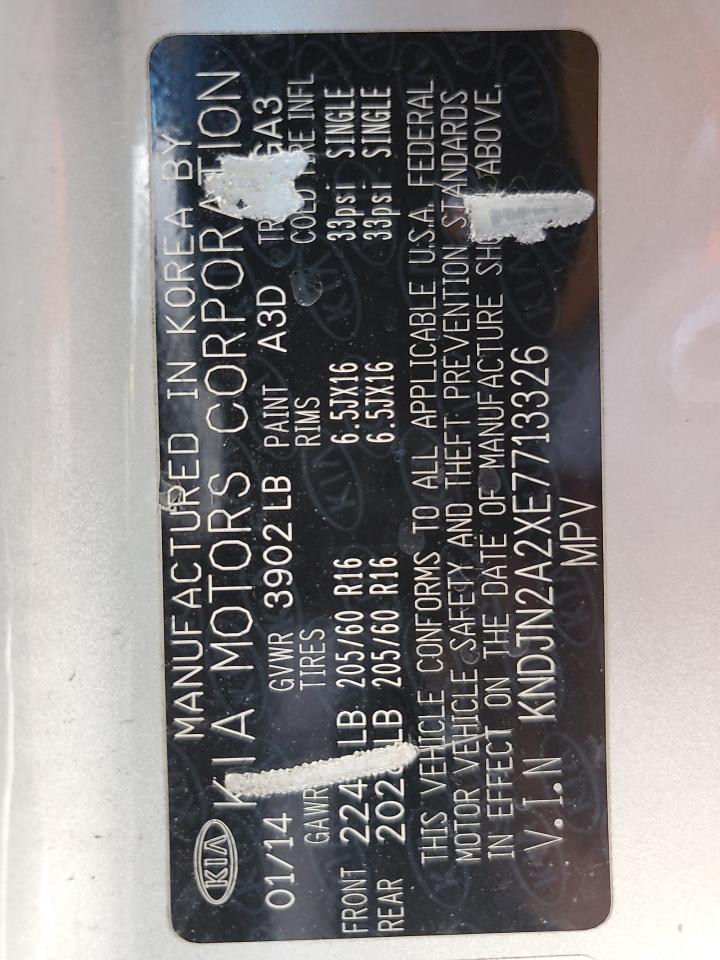 MANUFACTURED IN KOREA BY
KIA KIA MOTORS CORPORATION
01/14 GVWR 3902 LB PAINT A3D GA3
GAWR TIRES RIMS COLD INFL
FRONT 224 LB 205/60 R16 6.5JX16 33psi SINGLE
REAR 202 LB 205/60 R16 6.5JX16 33psi SINGLE
THIS VEHICLE CONFORMS TO ALL APPLICABLE U.S.A. FEDERAL
MOTOR VEHICLE SAFETY AND THEFT PREVENTION STANDARDS
IN EFFECT ON THE DATE OF MANUFACTURE ABOVE.
V.I.N KNDJN2A2XE7713326
MPV